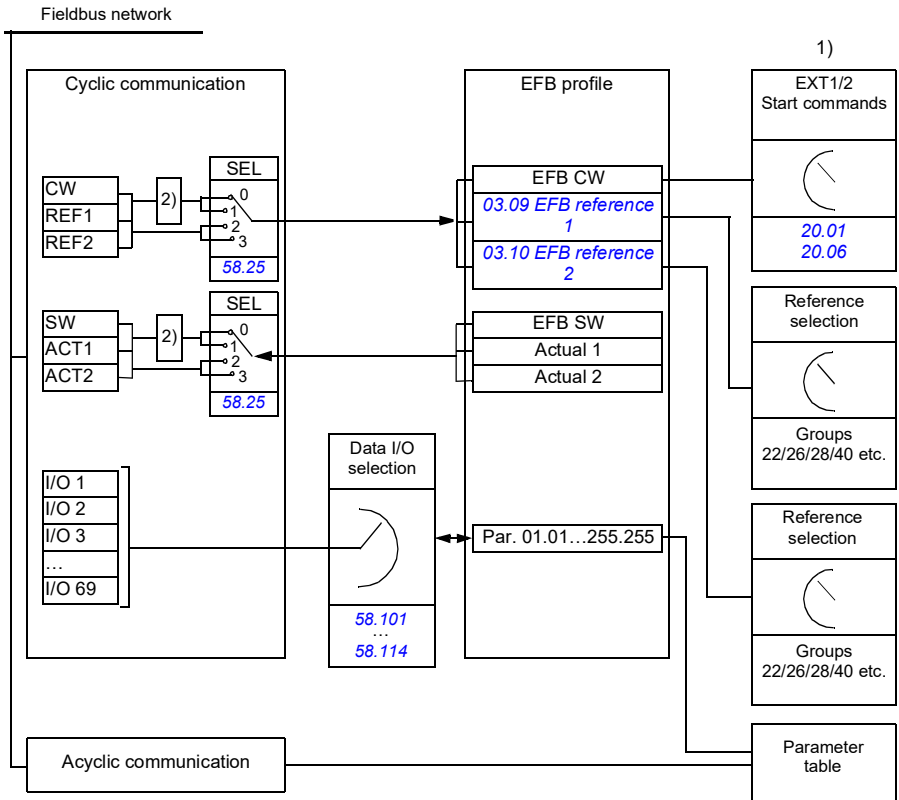 Fieldbus network
1)
Cyclic communication
EFB profile
EXT1/2
Start commands
SEL
CW
REF1
REF2
2)
0
1
2
3
58.25
EFB CW
03.09 EFB reference
1
03.10 EFB reference
2
20.01
20.06
SEL
SW
ACT1
ACT2
2)
0
1
2
3
58.25
EFB SW
Actual 1
Actual 2
Reference
selection
Groups
22/26/28/40 etc.
I/O 1
I/O 2
I/O 3
...
I/O 69
Data I/O
selection
58.101
...
58.114
Par. 01.01...255.255
Reference
selection
Groups
22/26/28/40 etc.
Acyclic communication
Parameter
table